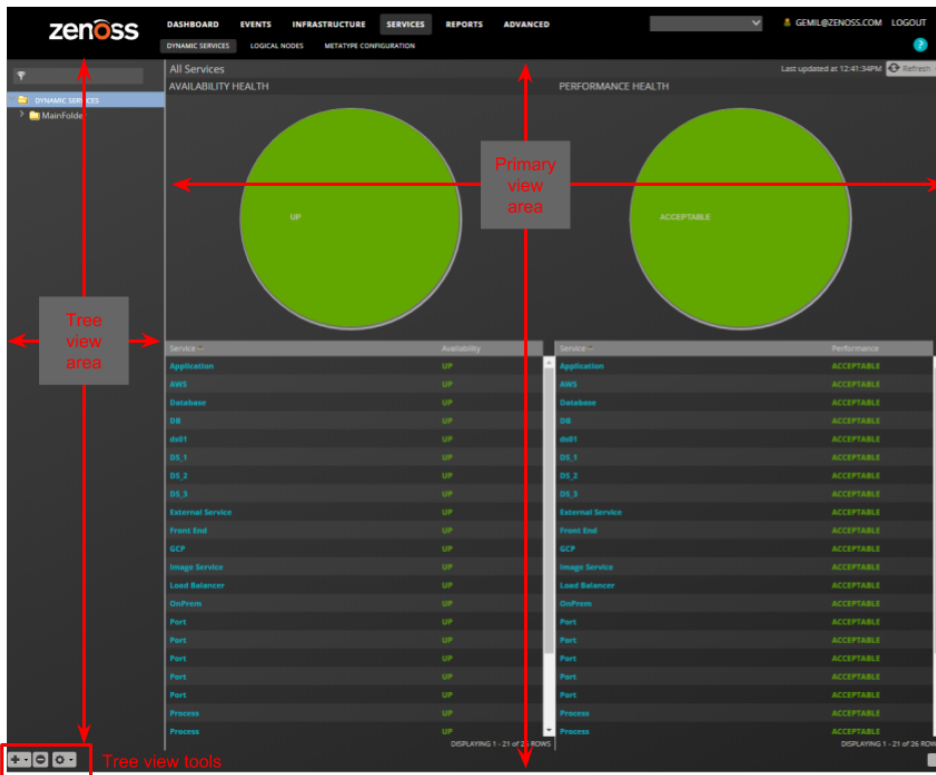 zenoss
DASHBOARD EVENTS INFRASTRUCTURE SERVICES REPORTS ADVANCED
GEMIL@ZENOSS.COM LOGOUT
DYNAMIC SERVICES LOGICAL NODES METATYPE CONFIGURATION
?
All Services
Last updated at 12:41:34PM Refresh
AVAILABILITY HEALTH PERFORMANCE HEALTH
DYNAMIC SERVICES
MainFolder
Primary
view
area
UP
ACCEPTABLE
Tree
view
area
Service Availability Service Performance
Application UP Application ACCEPTABLE
AWS UP AWS ACCEPTABLE
Database UP Database ACCEPTABLE
DB UP DB ACCEPTABLE
ds01 UP ds01 ACCEPTABLE
DS_1 UP DS_1 ACCEPTABLE
DS_2 UP DS_2 ACCEPTABLE
DS_3 UP DS_3 ACCEPTABLE
External Service UP External Service ACCEPTABLE
Front End UP Front End ACCEPTABLE
GCP UP GCP ACCEPTABLE
Image Service UP Image Service ACCEPTABLE
Load Balancer UP Load Balancer ACCEPTABLE
OnPrem UP OnPrem ACCEPTABLE
Port UP Port ACCEPTABLE
Port UP Port ACCEPTABLE
Port UP Port ACCEPTABLE
Port UP Port ACCEPTABLE
Port UP Port ACCEPTABLE
Process UP Process ACCEPTABLE
Process UP Process ACCEPTABLE
DISPLAYING 1 - 21 of 26 ROWS DISPLAYING 1 - 21 of 26 ROW
Tree view tools